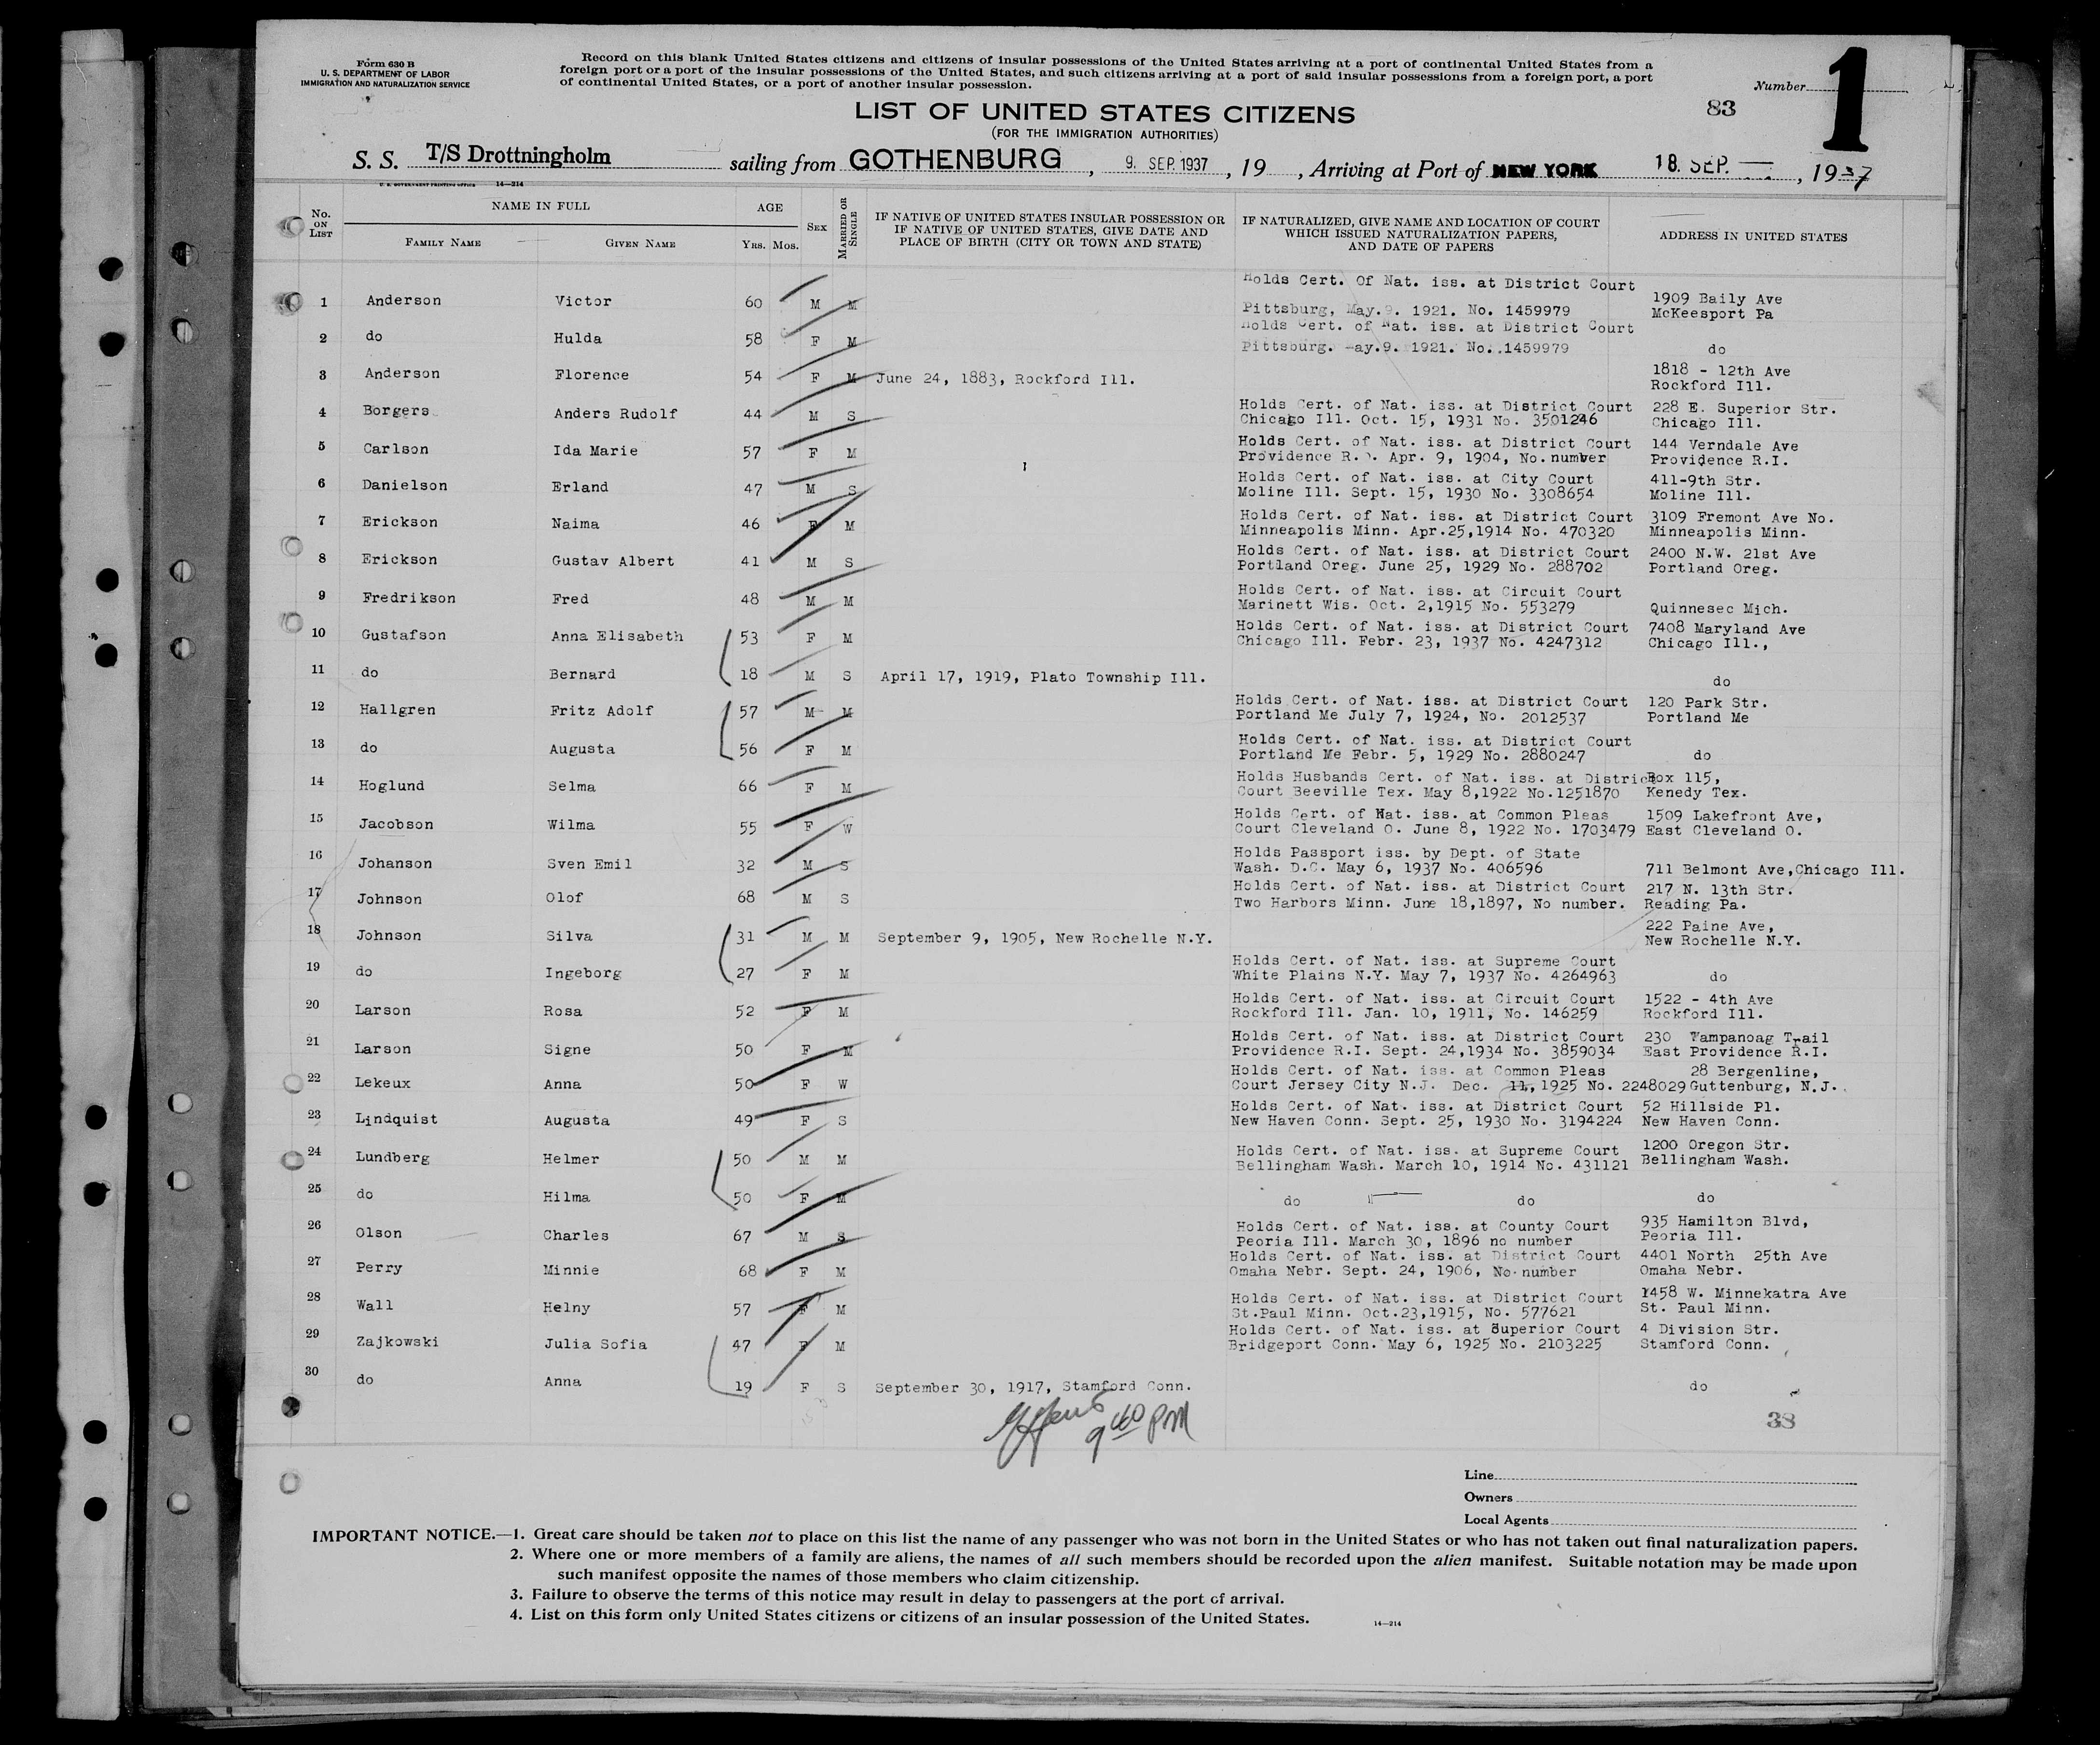 Form 630 B
U. S. DEPARTMENT OF LABOR
IMMIGRATION AND NATURALIZATION SERVICE
Record on this blank United States citizens and citizens of insular possessions of the United States arriving at a port of continental United States from a
foreign port or a port of the insular possessions of the United States, and such citizens arriving at a port of said insular possessions from a foreign port, a port
of continental United States, or a port of another insular possession.
Number 1
83
LIST OF UNITED STATES CITIZENS
(FOR THE IMMIGRATION AUTHORITIES)
S. S. T/S Drottningholm sailing from GOTHENBURG, 9. SEP. 1937, 19 , Arriving at Port of NEW YORK 18. SEP. , 1937
U. S. GOVERNMENT PRINTING OFFICE 14—214
No. ON LIST
NAME IN FULL
FAMILY NAME
GIVEN NAME
AGE
YRS. MOS.
SEX
MARRIED OR SINGLE
IF NATIVE OF UNITED STATES INSULAR POSSESSION OR
IF NATIVE OF UNITED STATES, GIVE DATE AND
PLACE OF BIRTH (CITY OR TOWN AND STATE)
IF NATURALIZED, GIVE NAME AND LOCATION OF COURT
WHICH ISSUED NATURALIZATION PAPERS,
AND DATE OF PAPERS
ADDRESS IN UNITED STATES
Holds Cert. Of Nat. iss. at District Court
1 Anderson Victor 60 M M Pittsburg, May.9. 1921. No. 1459979 1909 Baily Ave
McKeesport Pa
Holds Cert. of Nat. iss. at District Court
2 do Hulda 58 F M Pittsburg. May.9. 1921. No..1459979 do
3 Anderson Florence 54 F M June 24, 1883, Rockford Ill. 1818 - 12th Ave
Rockford Ill.
4 Borgers Anders Rudolf 44 M S Holds Cert. of Nat. iss. at District Court 228 E. Superior Str.
Chicago Ill. Oct. 15, 1931 No. 3501246 Chicago Ill.
5 Carlson Ida Marie 57 F M Holds Cert. of Nat. iss. at District Court 144 Verndale Ave
Providence R.I. Apr. 9, 1904, No. number Providence R.I.
6 Danielson Erland 47 M S Holds Cert. of Nat. iss. at City Court 411-9th Str.
Moline Ill. Sept. 15, 1930 No. 3308654 Moline Ill.
7 Erickson Naima 46 F M Holds Cert. of Nat. iss. at District Court 3109 Fremont Ave No.
Minneapolis Minn. Apr.25,1914 No. 470320 Minneapolis Minn.
8 Erickson Gustav Albert 41 M S Holds Cert. of Nat. iss. at District Court 2400 N.W. 21st Ave
Portland Oreg. June 25, 1929 No. 288702 Portland Oreg.
9 Fredrikson Fred 48 M M Holds Cert. of Nat. iss. at Circuit Court
Marinett Wis. Oct. 2,1915 No. 553279 Quinnesec Mich.
10 Gustafson Anna Elisabeth 53 F M Holds Cert. of Nat. iss. at District Court 7408 Maryland Ave
Chicago Ill. Febr. 23, 1937 No. 4247312 Chicago Ill.,
11 do Bernard 18 M S April 17, 1919, Plato Township Ill. do
12 Hallgren Fritz Adolf 57 M M Holds Cert. of Nat. iss. at District Court 120 Park Str.
Portland Me July 7, 1924, No. 2012537 Portland Me
13 do Augusta 56 F M Holds Cert. of Nat. iss. at District Court
Portland Me Febr. 5, 1929 No. 2880247 do
14 Hoglund Selma 66 F M Holds Husbands Cert. of Nat. iss. at District Box 115,
Court Beeville Tex. May 8,1922 No.1251870 Kenedy Tex.
15 Jacobson Wilma 55 F W Holds Cert. of Nat. iss. at Common Pleas 1509 Lakefront Ave,
Court Cleveland O. June 8, 1922 No. 1703479 East Cleveland O.
16 Johanson Sven Emil 32 M S Holds Passport iss. by Dept. of State
Wash. D.C. May 6, 1937 No. 406596 711 Belmont Ave,Chicago Ill.
17 Johnson Olof 68 M S Holds Cert. of Nat. iss. at District Court 217 N. 13th Str.
Two Harbors Minn. June 18,1897, No number. Reading Pa.
18 Johnson Silva 31 M M September 9, 1905, New Rochelle N.Y. 222 Paine Ave,
New Rochelle N.Y.
19 do Ingeborg 27 F M Holds Cert. of Nat. iss. at Supreme Court
White Plains N.Y. May 7, 1937 No. 4264963 do
20 Larson Rosa 52 F M Holds Cert. of Nat. iss. at Circuit Court 1522 - 4th Ave
Rockford Ill. Jan. 10, 1911, No. 146259 Rockford Ill.
21 Larson Signe 50 F M Holds Cert. of Nat. iss. at District Court 230 Wampanoag Trail
Providence R.I. Sept. 24,1934 No. 3859034 East Providence R.I.
22 Lekeux Anna 50 F W Holds Cert. of Nat. iss. at Common Pleas 28 Bergenline,
Court Jersey City N.J. Dec. 11, 1925 No. 2248029 Guttenburg, N.J.
23 Lindquist Augusta 49 F S Holds Cert. of Nat. iss. at District Court 52 Hillside Pl.
New Haven Conn. Sept. 25, 1930 No. 3194224 New Haven Conn.
24 Lundberg Helmer 50 M M Holds Cert. of Nat. iss. at Supreme Court 1200 Oregon Str.
Bellingham Wash. March 10, 1914 No. 431121 Bellingham Wash.
25 do Hilma 50 F M do do do
26 Olson Charles 67 M S Holds Cert. of Nat. iss. at County Court 935 Hamilton Blvd,
Peoria Ill. March 30, 1896 no number Peoria Ill.
27 Perry Minnie 68 F M Holds Cert. of Nat. iss. at District Court 4401 North 25th Ave
Omaha Nebr. Sept. 24, 1906, No number Omaha Nebr.
28 Wall Helny 57 F M Holds Cert. of Nat. iss. at District Court 1458 W. Minnekatra Ave
St.Paul Minn. Oct.23,1915, No. 577621 St. Paul Minn.
29 Zajkowski Julia Sofia 47 F M Holds Cert. of Nat. iss. at Superior Court 4 Division Str.
Bridgeport Conn. May 6, 1925 No. 2103225 Stamford Conn.
30 do Anna 19 F S September 30, 1917, Stamford Conn. do
9 40 PM
38
Line
Owners
Local Agents
IMPORTANT NOTICE.—1. Great care should be taken not to place on this list the name of any passenger who was not born in the United States or who has not taken out final naturalization papers.
2. Where one or more members of a family are aliens, the names of all such members should be recorded upon the alien manifest. Suitable notation may be made upon
such manifest opposite the names of those members who claim citizenship.
3. Failure to observe the terms of this notice may result in delay to passengers at the port of arrival.
4. List on this form only United States citizens or citizens of an insular possession of the United States.
14—214